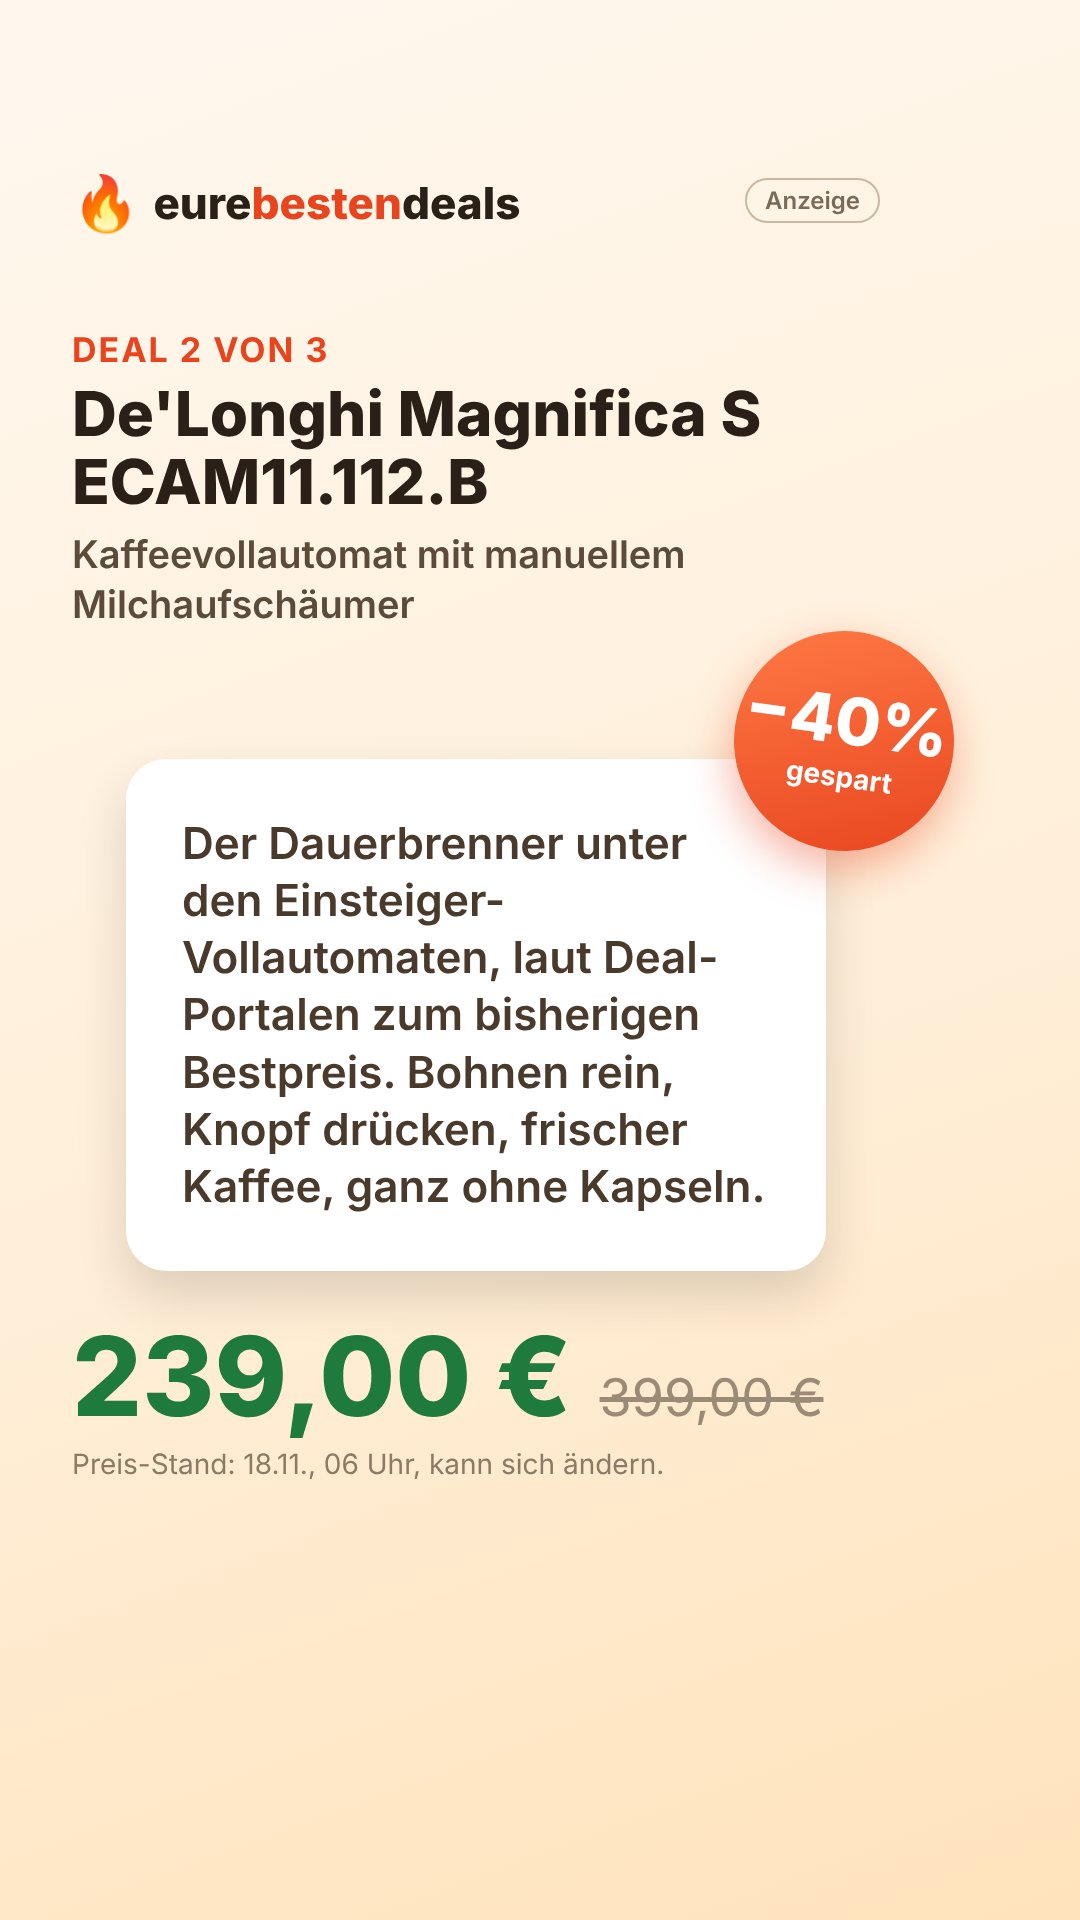 eurebestendeals
Anzeige
DEAL 2 VON 3
De'Longhi Magnifica S
ECAM11.112.B
Kaffeevollautomat mit manuellem
Milchaufschäumer
–40%
gespart
Der Dauerbrenner unter
den Einsteiger-
Vollautomaten, laut Deal-
Portalen zum bisherigen
Bestpreis. Bohnen rein,
Knopf drücken, frischer
Kaffee, ganz ohne Kapseln.
239,00 € 399,00 €
Preis-Stand: 18.11., 06 Uhr, kann sich ändern.